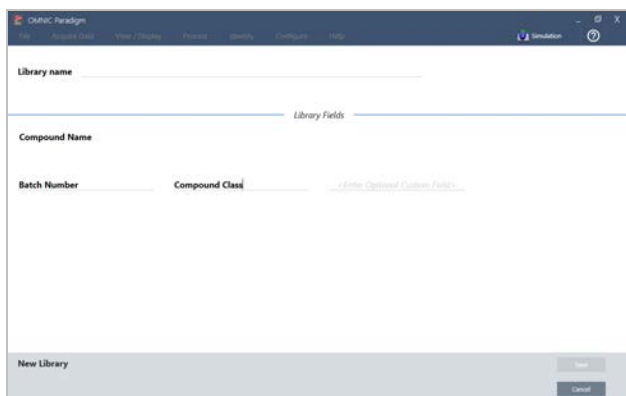 OMNIC Paradigm
File Acquire Data View / Display Process Identify Configure Help Simulation
Library name
Library Fields
Compound Name
Batch Number Compound Class <Enter Optional Custom Field>
New Library
Save
Cancel